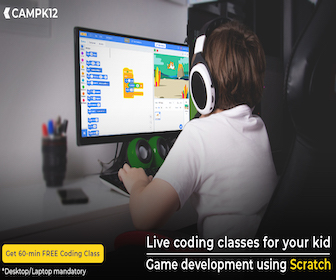 CAMPK12
Live coding classes for your kid
Game development using Scratch
Get 60-min FREE Coding Class
*Desktop/Laptop mandatory